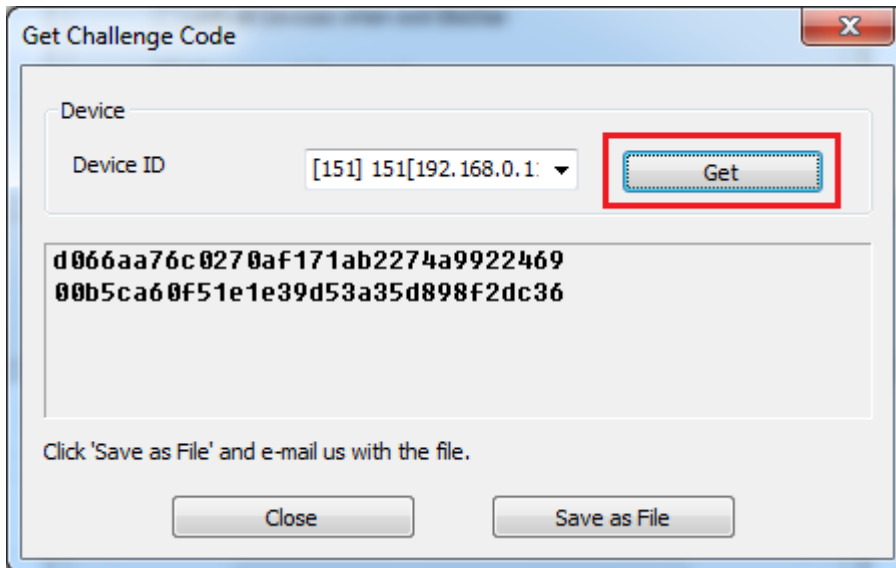 Get Challenge Code
Device
Device ID
[151] 151[192.168.0.1
Get
d066aa76c0270af171ab2274a9922469
00b5ca60f51e1e39d53a35d898f2dc36
Click 'Save as File' and e-mail us with the file.
Close
Save as File